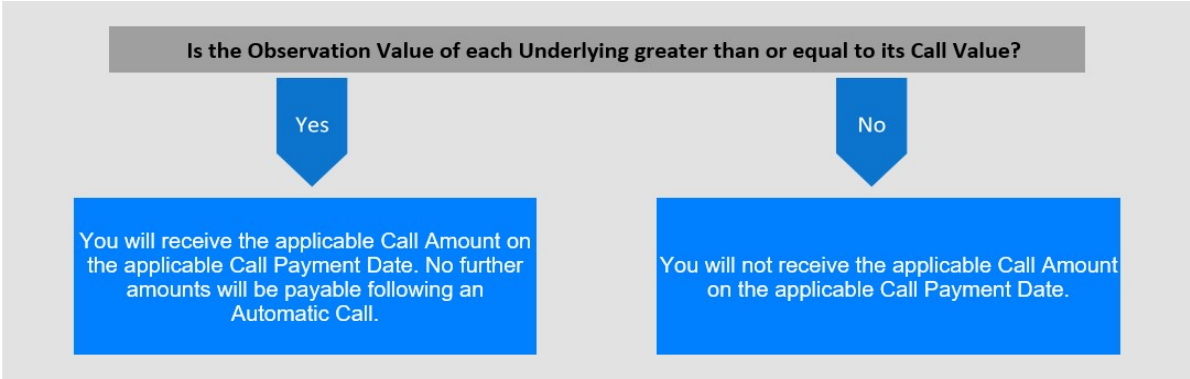 Is the Observation Value of each Underlying greater than or equal to its Call Value?
Yes
No
You will receive the applicable Call Amount on
the applicable Call Payment Date. No further
amounts will be payable following an
Automatic Call.
You will not receive the applicable Call Amount
on the applicable Call Payment Date.